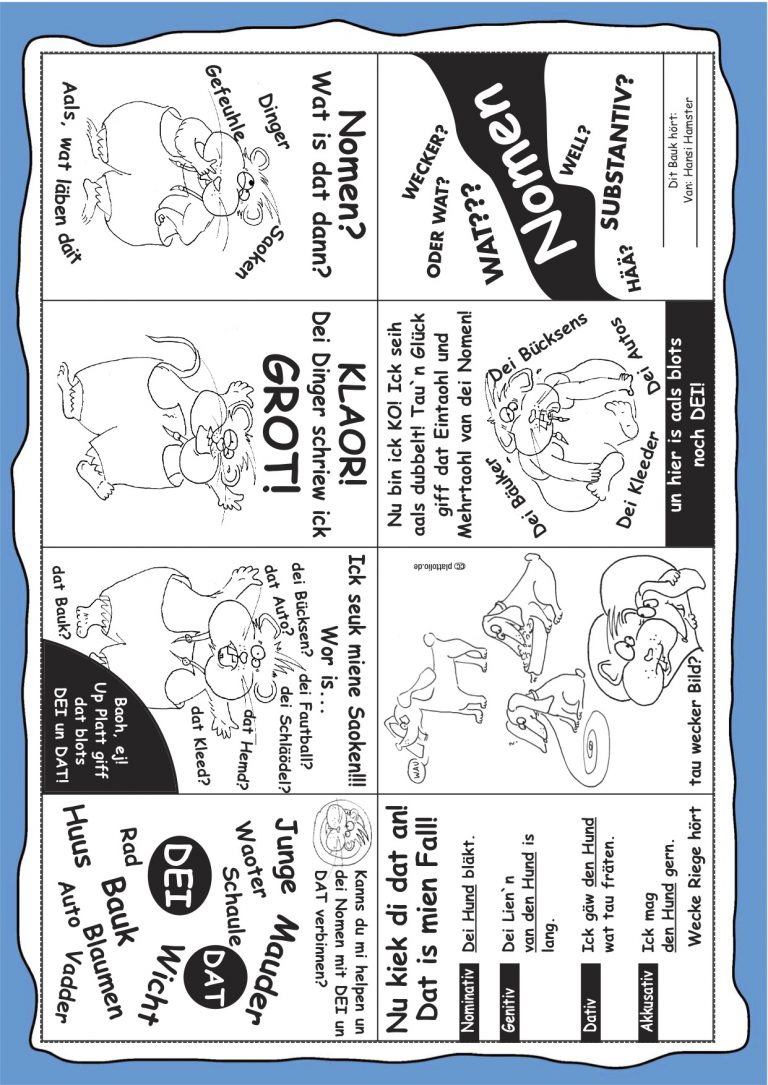 Nomen?
Wat is dat dann?
Dinger
Gefeuhle
Saoken
Aals, wat läben dait
KLAOR!
Dei Dinger schriew ick
GROT!
Ick seuk miene Saoken!!!
Wor is...
dei Bücksen?
dat Auto?
dei Fautball?
dei Schlöödel?
dat Hemd?
dat Kleed?
dat Bauk?
Baoh, ej!
Up Platt giff
dat blots
DEI un DAT!
Kanns du mi helpen un
dei Nomen mit DEI un
DAT verbinnen?
Junge
Mauder
Waoter
Schaule
DEI
DAT
Rad
Bauk
Wicht
Huus
Blaumen
Auto
Vadder
Dit Bauk hört:
Van: Hansi Hamster
SUBSTANTIV?
WELL?
HÄÄ?
Nomen
WECKER?
ODER WAT?
WAT???
un hier is aals blots
noch DEI!
Dei Bücksens
Dei Autos
Dei Bäuker
Dei Kleeder
Nu bin ick KO! Ick seih
aals dubbelt! Tau`n Glück
giff dat Eintaohl und
Mehrtaohl van dei Nomen!
tau wecker Bild?
WAU
?
cc plattolio.de
Nu kiek di dat an!
Dat is mien Fall!
Nominativ Dei Hund bläkt.
Genitiv Dei Lien`n
van den Hund is
lang.
Dativ Ick gäw den Hund
wat tau fräten.
Akkusativ Ick mag
den Hund gern.
Wecke Riege hört